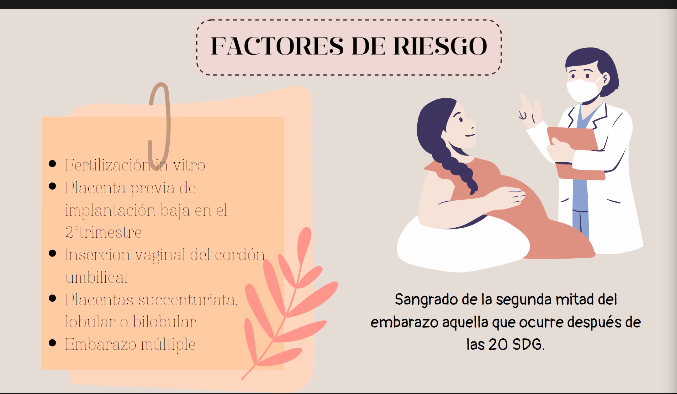 FACTORES DE RIESGO
Fertilización in vitro
Placenta previa de
implantación baja en el
2°trimestre
Insercion vaginal del cordón
umbilical
Placentas succenturiata,
lobular o bilobular
Embarazo múltiple
Sangrado de la segunda mitad del
embarazo aquella que ocurre después de
las 20 SDG.